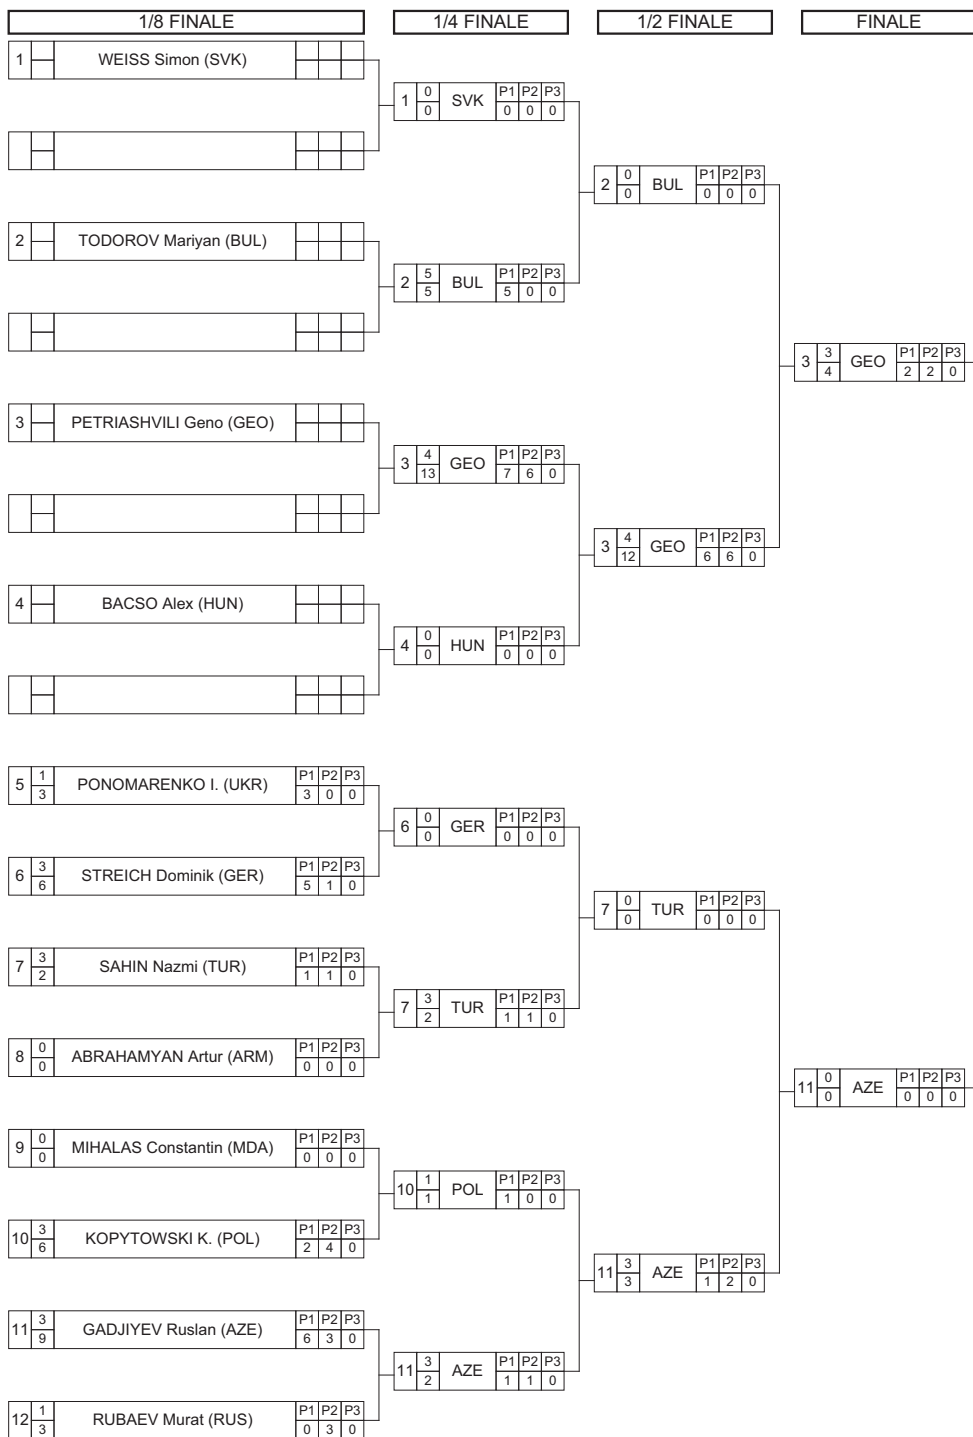 1/8 FINALE 1/4 FINALE 1/2 FINALE FINALE
1 WEISS Simon (SVK)
1 0 0 SVK P1 P2 P3 0 0 0
2 0 0 BUL P1 P2 P3 0 0 0
2 TODOROV Mariyan (BUL)
2 5 5 BUL P1 P2 P3 5 0 0
3 3 4 GEO P1 P2 P3 2 2 0
3 PETRIASHVILI Geno (GEO)
3 4 13 GEO P1 P2 P3 7 6 0
3 4 12 GEO P1 P2 P3 6 6 0
4 BACSO Alex (HUN)
4 0 0 HUN P1 P2 P3 0 0 0
5 1 3 PONOMARENKO I. (UKR) P1 P2 P3 3 0 0
6 0 0 GER P1 P2 P3 0 0 0
6 3 6 STREICH Dominik (GER) P1 P2 P3 5 1 0
7 0 0 TUR P1 P2 P3 0 0 0
7 3 2 SAHIN Nazmi (TUR) P1 P2 P3 1 1 0
7 3 2 TUR P1 P2 P3 1 1 0
8 0 0 ABRAHAMYAN Artur (ARM) P1 P2 P3 0 0 0
11 0 0 AZE P1 P2 P3 0 0 0
9 0 0 MIHALAS Constantin (MDA) P1 P2 P3 0 0 0
10 1 1 POL P1 P2 P3 1 0 0
10 3 6 KOPYTOWSKI K. (POL) P1 P2 P3 2 4 0
11 3 3 AZE P1 P2 P3 1 2 0
11 3 9 GADJIYEV Ruslan (AZE) P1 P2 P3 6 3 0
11 3 2 AZE P1 P2 P3 1 1 0
12 1 3 RUBAEV Murat (RUS) P1 P2 P3 0 3 0